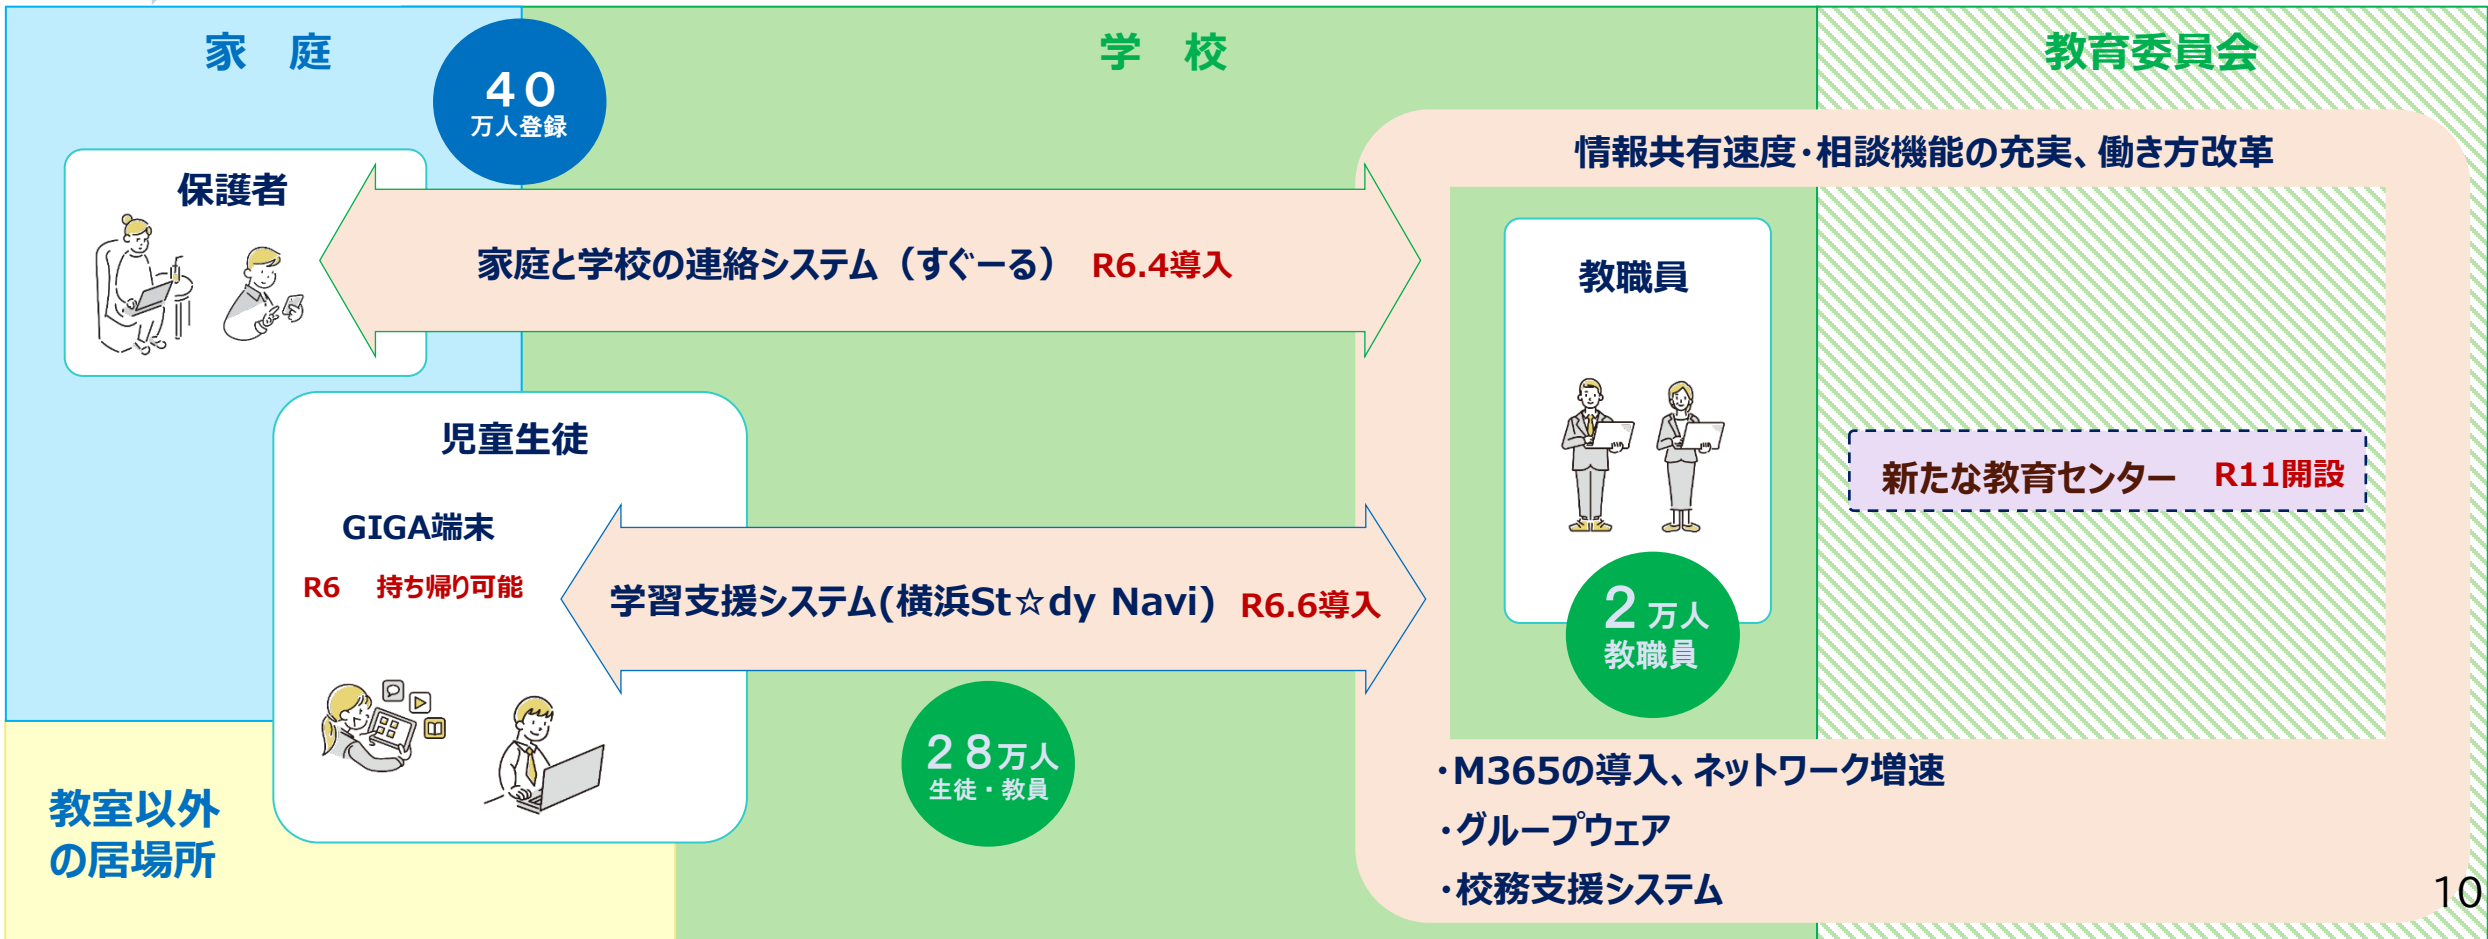 家 庭
学 校
教育委員会
40
万人登録
保護者
情報共有速度・相談機能の充実、働き方改革
家庭と学校の連絡システム（すぐーる） R6.4導入
教職員
児童生徒
GIGA端末
R6 持ち帰り可能
学習支援システム(横浜St☆dy Navi) R6.6導入
新たな教育センター R11開設
2万人
教職員
28万人
生徒・教員
教室以外
の居場所
・M365の導入、ネットワーク増速
・グループウェア
・校務支援システム
10